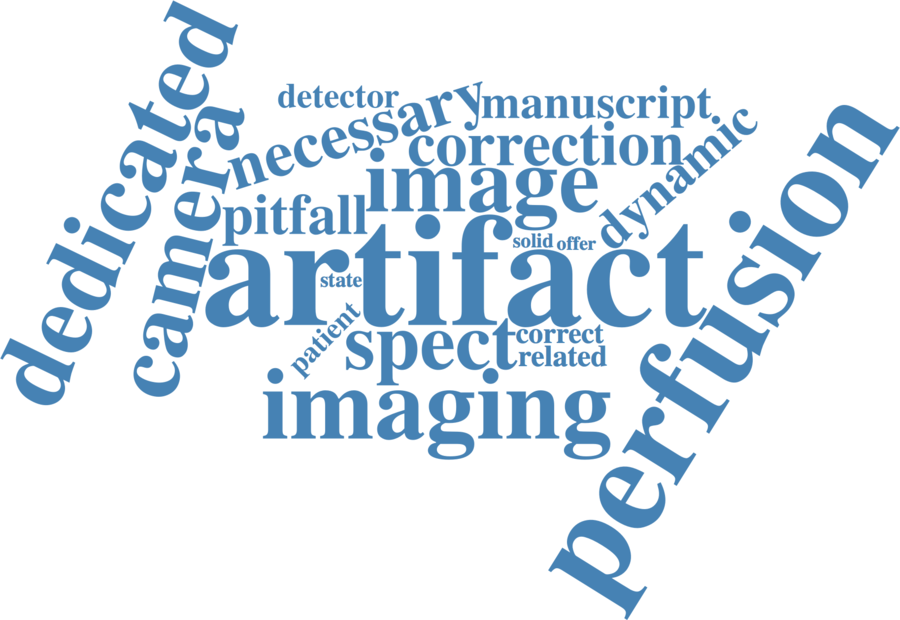 dedicated
camera
detector
necessary
manuscript
correction
dynamic
image
pitfall
perfusion
artifact
solid
offer
state
patient
spect
correct
related
imaging